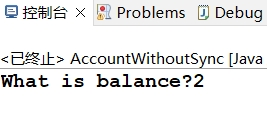 控制台 Problems Debug
<已终止> AccountWithoutSync [Java
What is balance?2